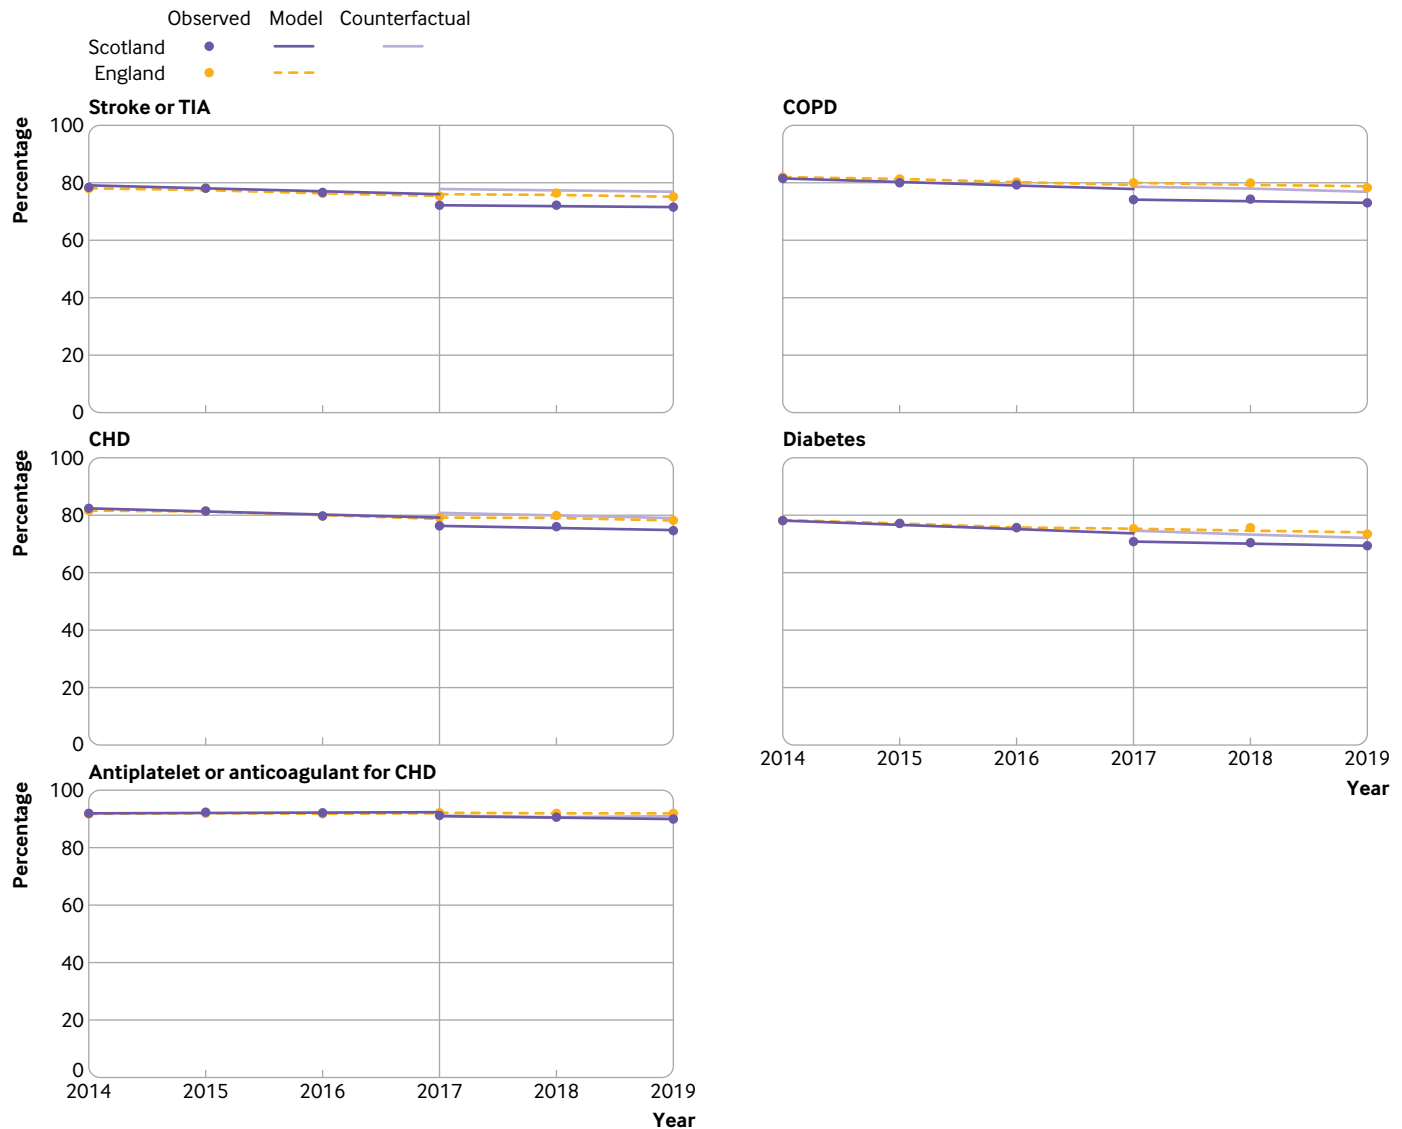 Observed Model Counterfactual
Scotland
England
Stroke or TIA
Percentage
100
80
60
40
20
0
COPD
CHD
Percentage
100
80
60
40
20
0
Diabetes
2014 2015 2016 2017 2018 2019
Year
Antiplatelet or anticoagulant for CHD
Percentage
100
80
60
40
20
0
2014 2015 2016 2017 2018 2019
Year